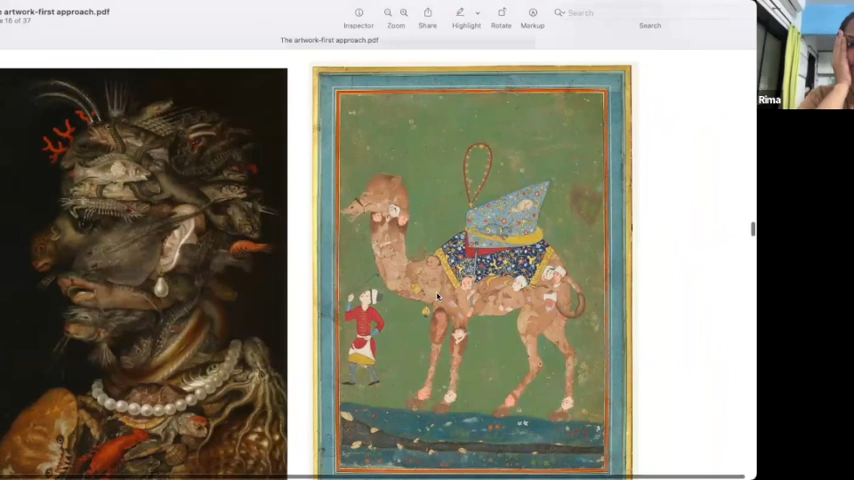 e artwork-first approach.pdf
ge 16 of 37
Inspector
Zoom
Share
Highlight
Rotate
Markup
Search
Search
The artwork-first approach.pdf
Rima